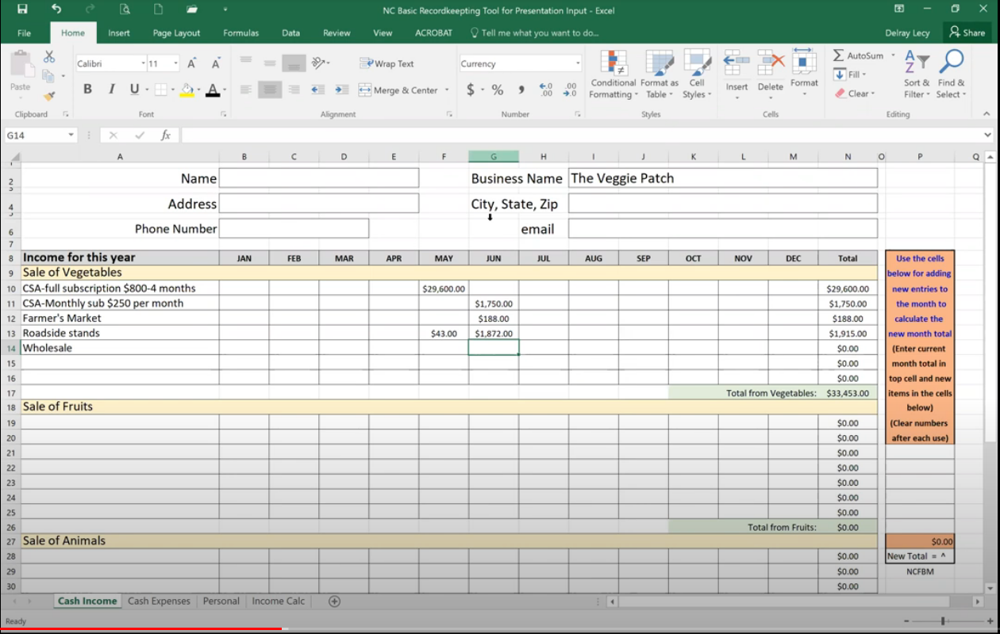 NC Basic Recordkeepting Tool for Presentation Input - Excel
File Home Insert Page Layout Formulas Data Review View ACROBAT Tell me what you want to do... Delray Lecy Share
Paste Calibri 11 A A Wrap Text Currency Conditional Formatting Format as Table Cell Styles Insert Delete Format AutoSum Fill Clear Sort & Filter Find & Select
B I U A Merge & Center $ % , .0 .00 .00 .0
Clipboard Font Alignment Number Styles Cells Editing
G14 fx
A B C D E F G H I J K L M N O P Q
1
2 Name Business Name The Veggie Patch
3
4 Address City, State, Zip
5
6 Phone Number email
7
8 Income for this year JAN FEB MAR APR MAY JUN JUL AUG SEP OCT NOV DEC Total Use the cells
9 Sale of Vegetables below for adding
10 CSA-full subscription $800-4 months $29,600.00 $29,600.00 new entries to
11 CSA-Monthly sub $250 per month $1,750.00 $1,750.00 the month to
12 Farmer's Market $188.00 $188.00 calculate the
13 Roadside stands $43.00 $1,872.00 $1,915.00 new month total
14 Wholesale $0.00 (Enter current
15 $0.00 month total in
16 $0.00 top cell and new
17 Total from Vegetables: $33,453.00 items in the cells
18 Sale of Fruits below)
19 $0.00 (Clear numbers
20 $0.00 after each use)
21 $0.00
22 $0.00
23 $0.00
24 $0.00
25 $0.00
26 Total from Fruits: $0.00
27 Sale of Animals $0.00
28 $0.00 New Total = ^
29 $0.00 NCFBM
30 $0.00
Cash Income Cash Expenses Personal Income Calc
Ready